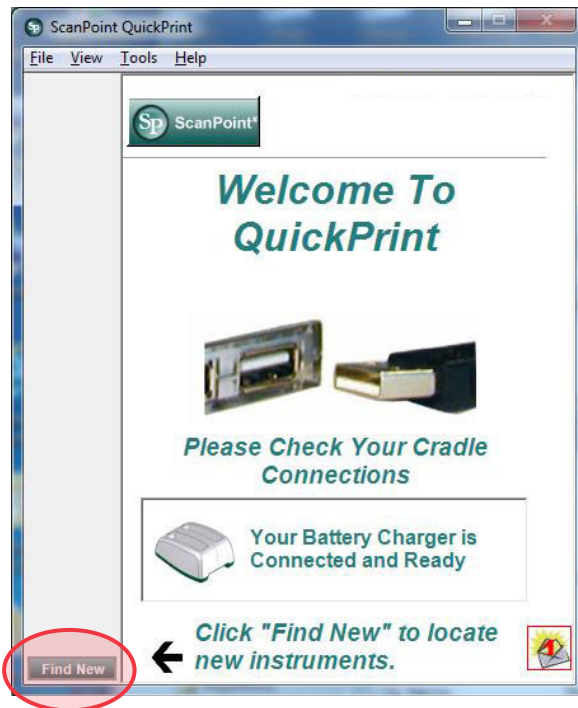 ScanPoint QuickPrint
File View Tools Help
Sp ScanPoint*
Welcome To
QuickPrint
Please Check Your Cradle
Connections
Your Battery Charger is
Connected and Ready
Click "Find New" to locate
new instruments.
Find New